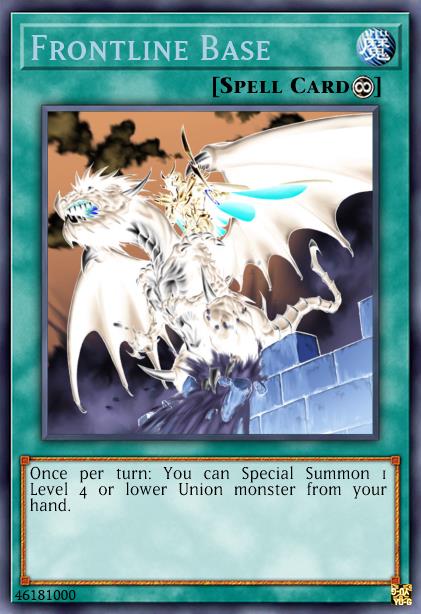 Frontline Base
魔
[Spell Card]
Once per turn: You can Special Summon 1
Level 4 or lower Union monster from your
hand.
46181000